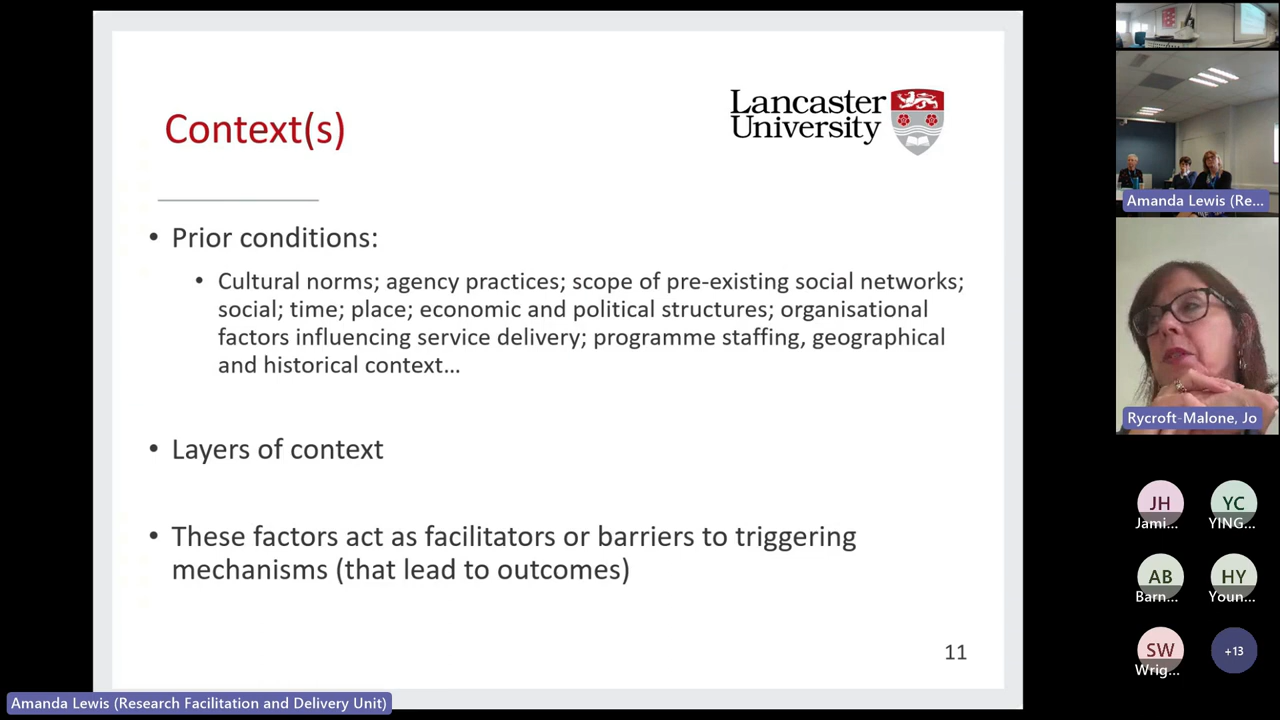 Context(s)
Lancaster
University
• Prior conditions:
• Cultural norms; agency practices; scope of pre-existing social networks;
social; time; place; economic and political structures; organisational
factors influencing service delivery; programme staffing, geographical
and historical context...
• Layers of context
• These factors act as facilitators or barriers to triggering
mechanisms (that lead to outcomes)
11
Amanda Lewis (Research Facilitation and Delivery Unit)
Amanda Lewis (Re...
Rycroft-Malone, Jo
JH
Jami...
YC
YING...
AB
Barn...
HY
Youn...
SW
Wrig...
+13